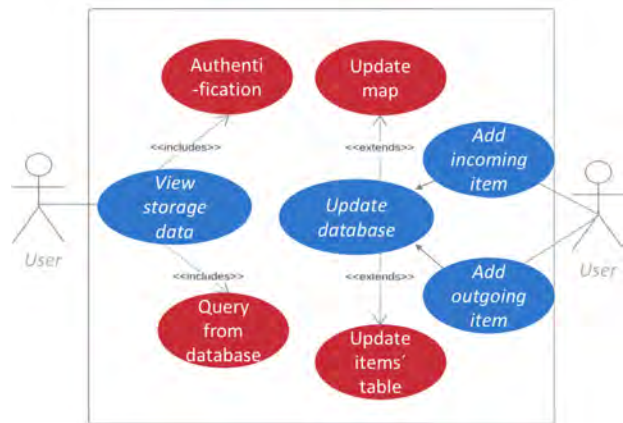 Authenti
-fication
Update
map
<<includes>>
<<extends>>
Add
incoming
item
View
storage
data
Update
database
User
User
<<includes>>
<<extends>>
Add
outgoing
item
Query
from
database
Update
items´
table